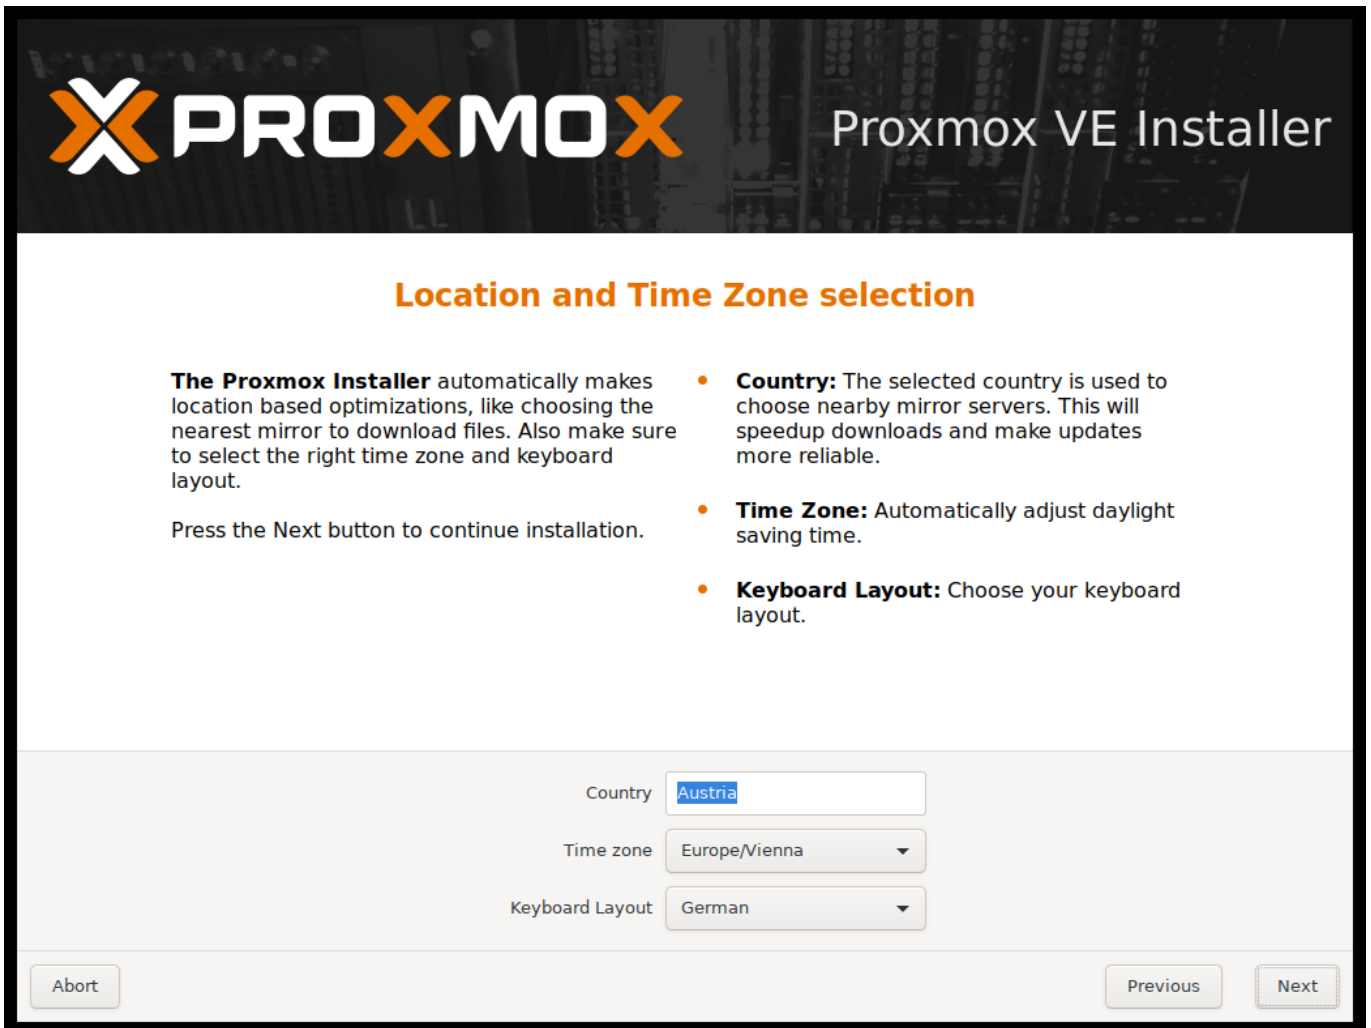 PROXMOX
Proxmox VE Installer
Location and Time Zone selection
The Proxmox Installer automatically makes
location based optimizations, like choosing the
nearest mirror to download files. Also make sure
to select the right time zone and keyboard
layout.
Press the Next button to continue installation.
Country: The selected country is used to
choose nearby mirror servers. This will
speedup downloads and make updates
more reliable.
Time Zone: Automatically adjust daylight
saving time.
Keyboard Layout: Choose your keyboard
layout.
Country Austria
Time zone Europe/Vienna
Keyboard Layout German
Abort Previous Next